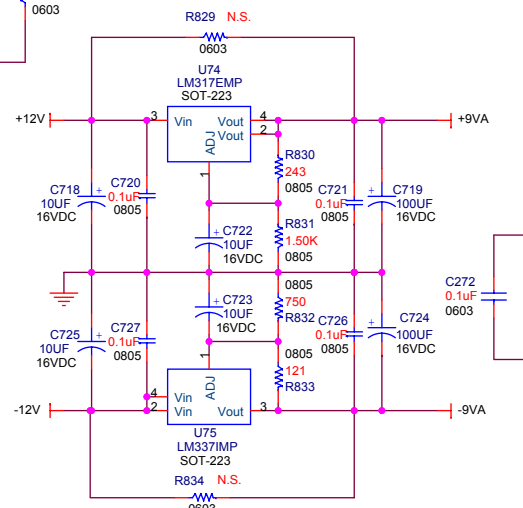 0603
R829 N.S.
0603
U74
LM317EMP
SOT-223
+12V
3
Vin
Vout
4
Vout
2
ADJ
1
+9VA
R830
243
0805
C718
10UF
16VDC
C720
0.1uF
0805
C721
0.1uF
0805
C719
100UF
16VDC
C722
10UF
16VDC
R831
1.50K
0805
C723
10UF
16VDC
0805
750
R832
C272
0.1uF
0603
C725
10UF
16VDC
C727
0.1uF
0805
C726
0.1uF
0805
C724
100UF
16VDC
0805
121
R833
1
ADJ
4
Vin
2
Vin
Vout
3
-12V
-9VA
U75
LM337IMP
SOT-223
R834 N.S.
0603